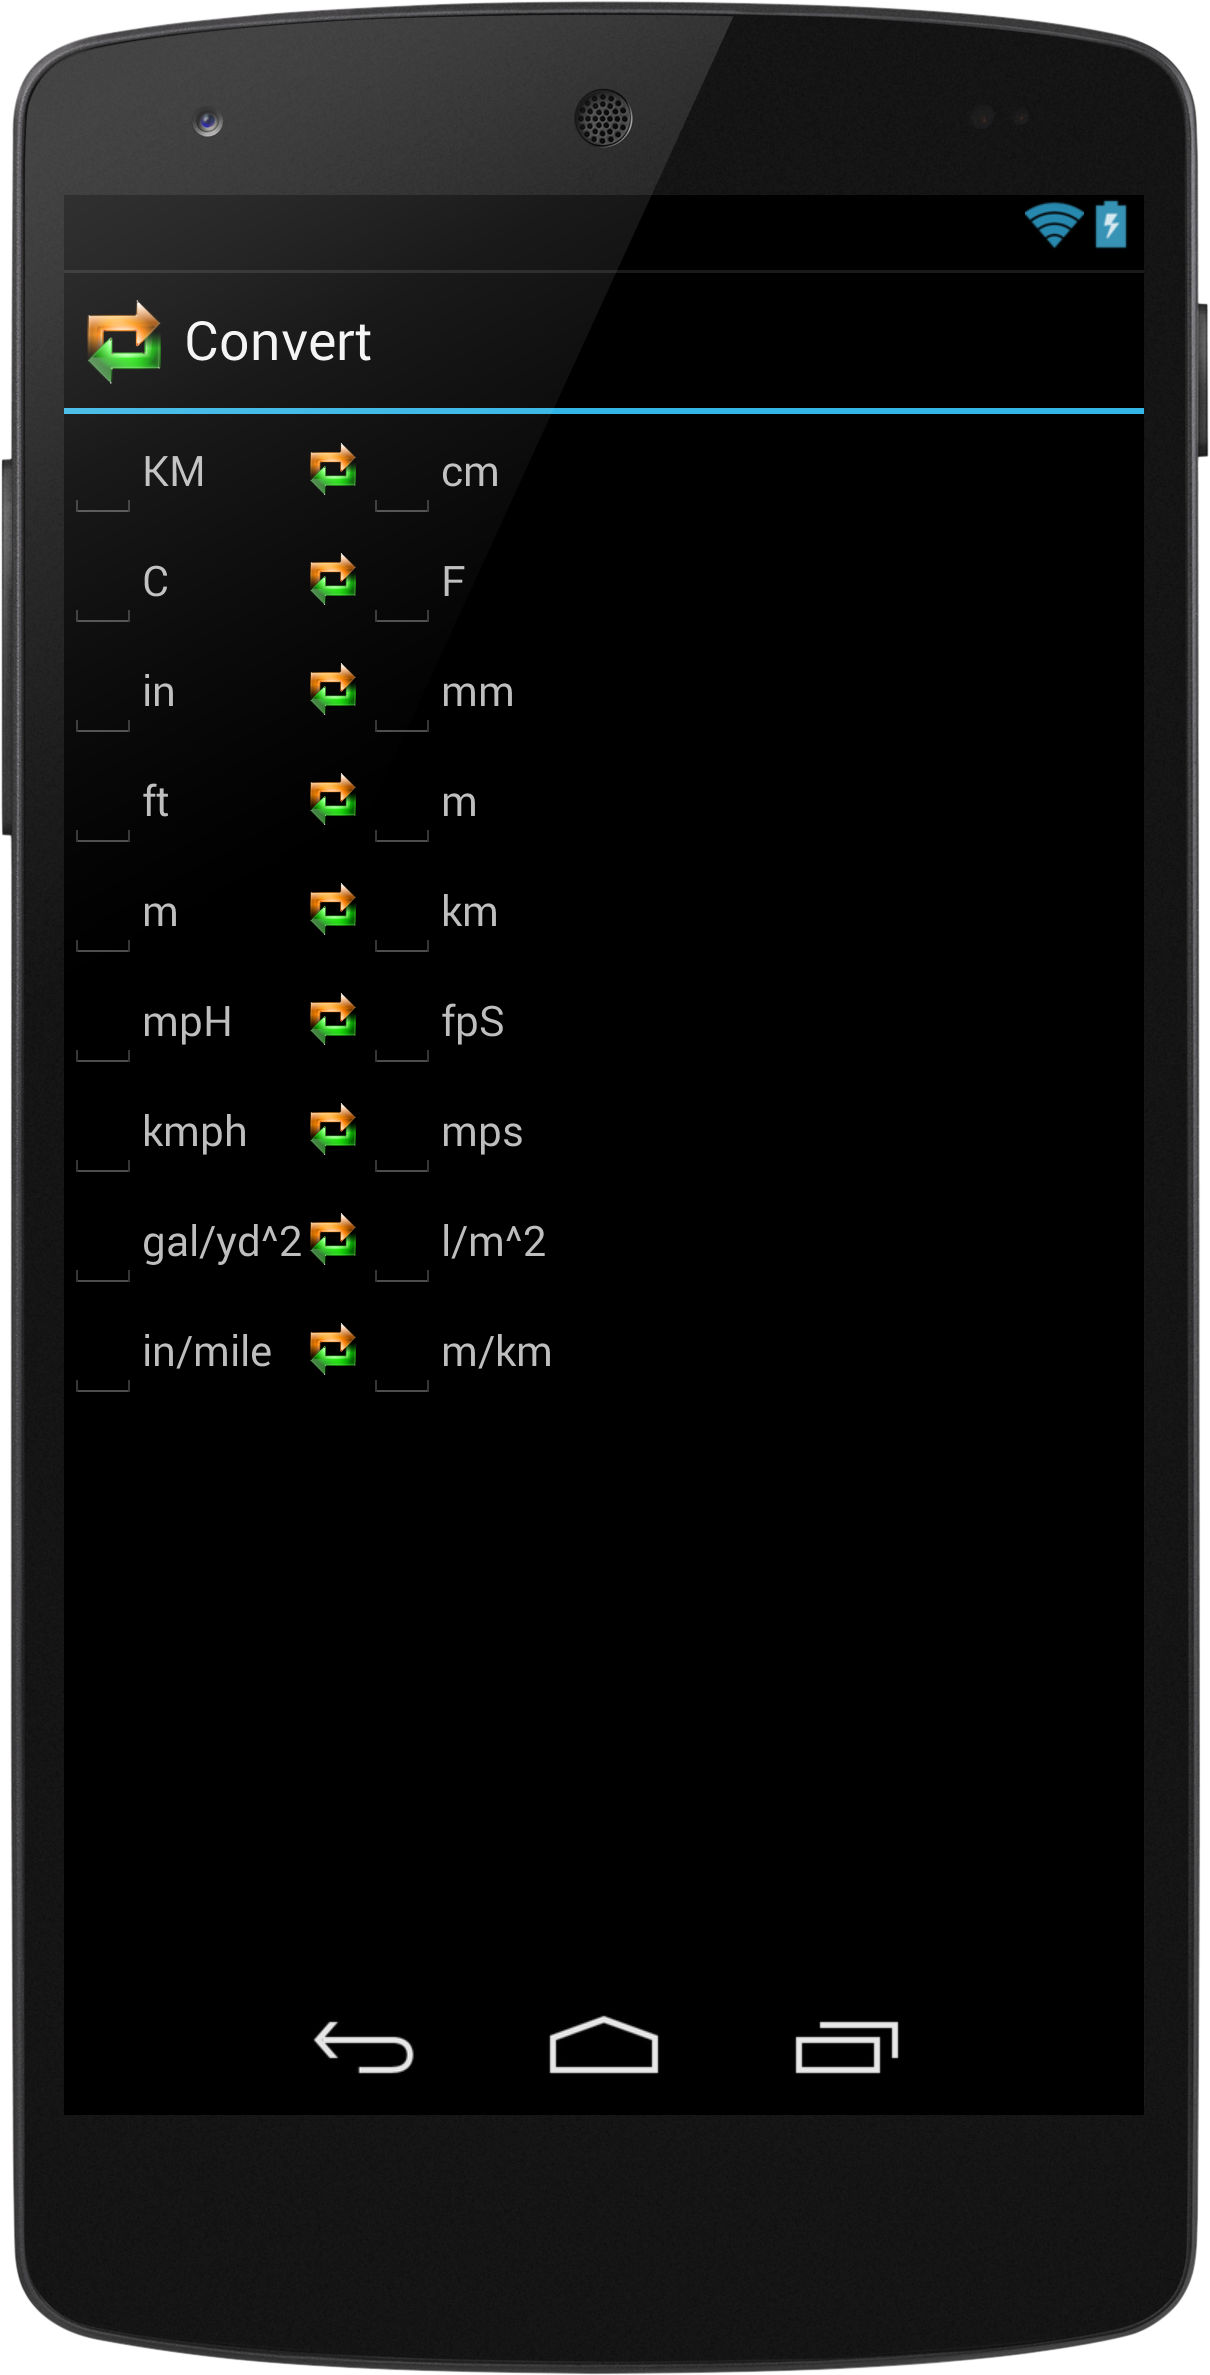 Convert
KM cm
C F
in mm
ft m
m km
mpH fpS
kmph mps
gal/yd^2 l/m^2
in/mile m/km